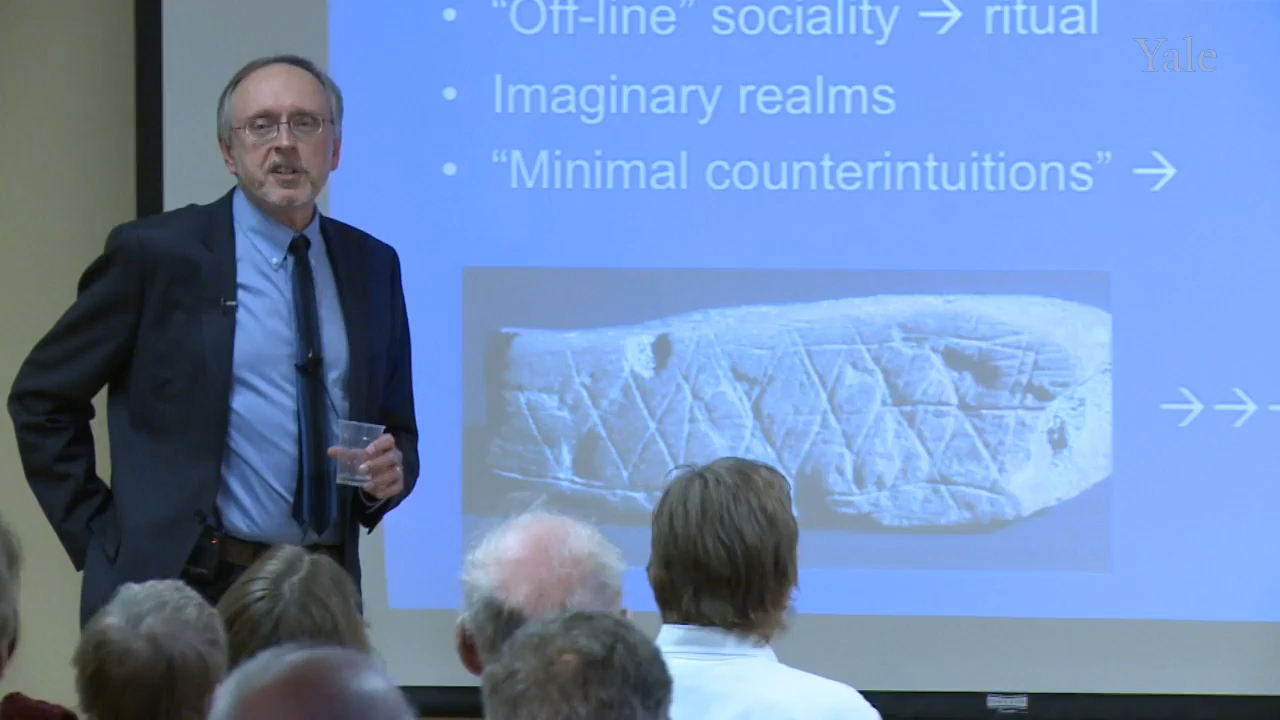 • “Off-line” sociality → ritual
Yale
• Imaginary realms
• “Minimal counterintuitions” →
→→→